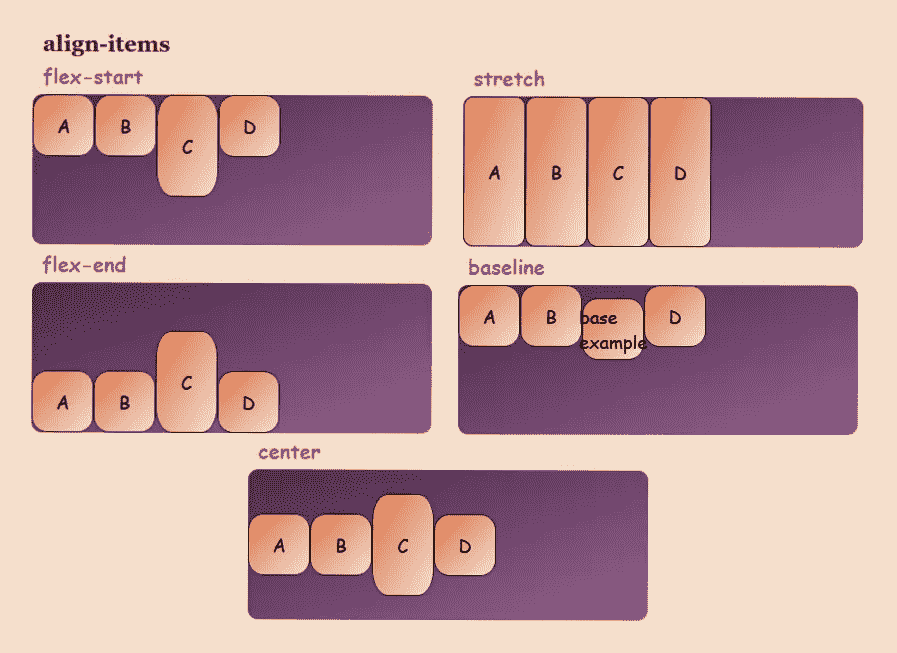 align-items
flex-start
A B C D
stretch
A B C D
flex-end
A B C D
baseline
A B base D
example
center
A B C D